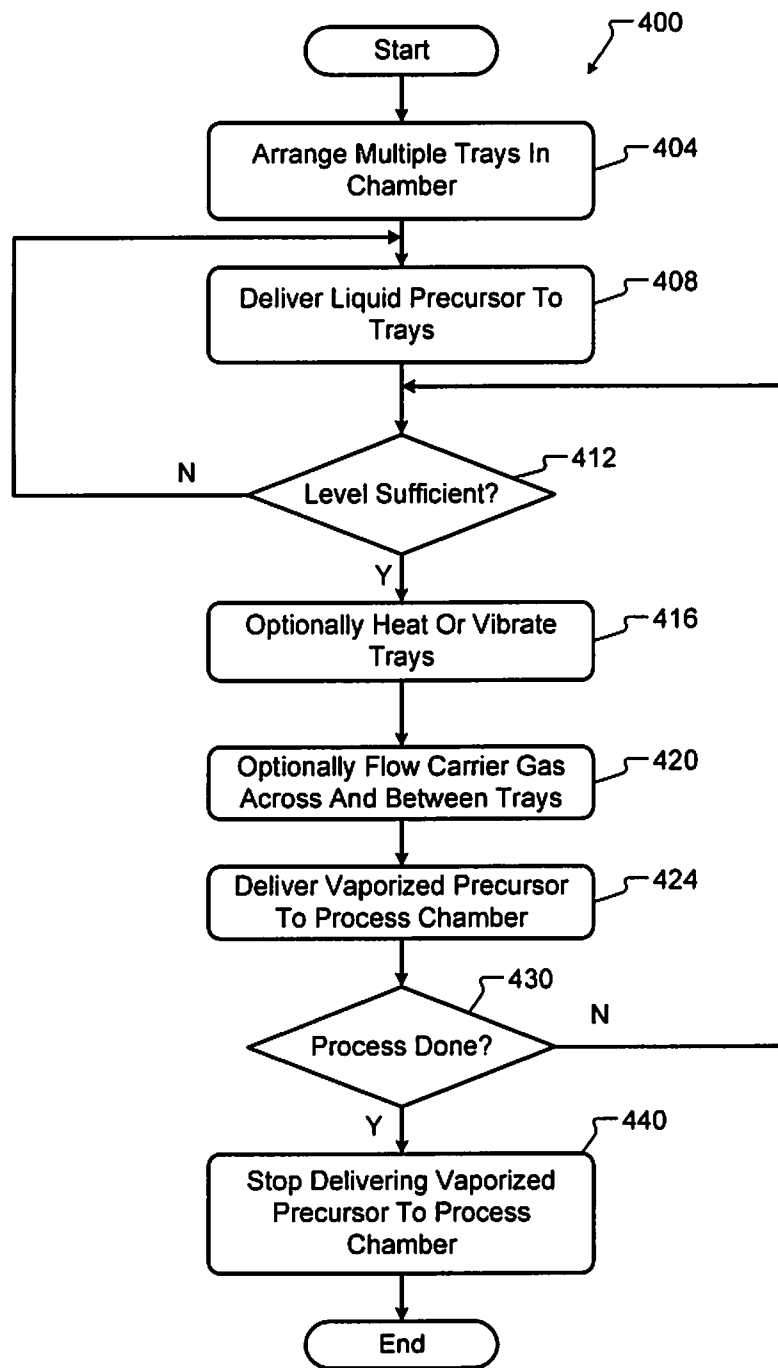 Start
400
Arrange Multiple Trays In
Chamber
404
Deliver Liquid Precursor To
Trays
408
N
Level Sufficient?
412
Y
Optionally Heat Or Vibrate
Trays
416
Optionally Flow Carrier Gas
Across And Between Trays
420
Deliver Vaporized Precursor
To Process Chamber
424
430
Process Done?
N
Y
440
Stop Delivering Vaporized
Precursor To Process
Chamber
End